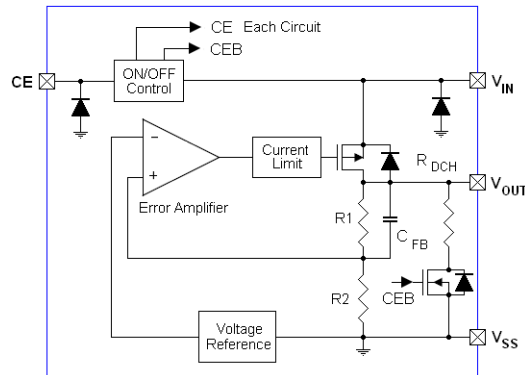 CE Each Circuit
CEB
CE
ON/OFF
Control
VIN
−
+
Error Amplifier
Current
Limit
RDCH
VOUT
R1
CFB
R2
CEB
Voltage
Reference
VSS